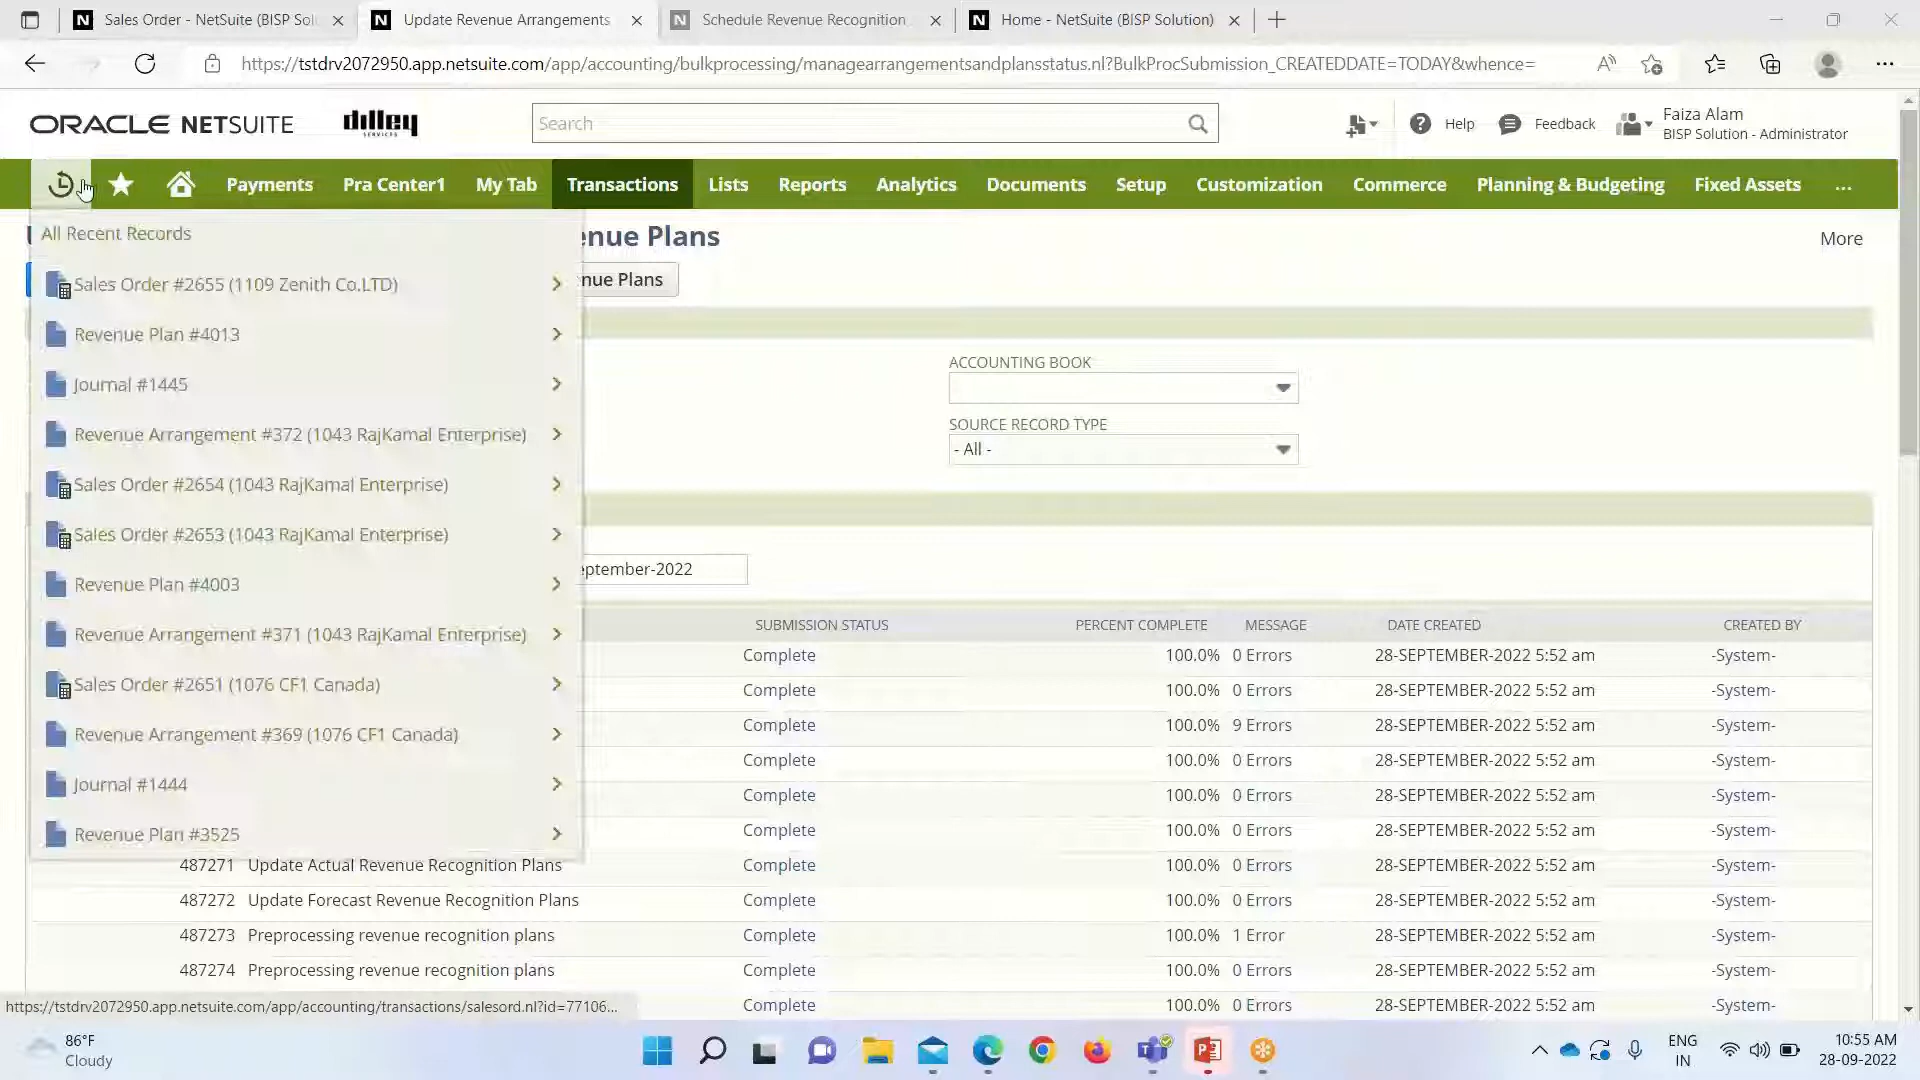 Sales Order - NetSuite (BISP Sol
Update Revenue Arrangements
Schedule Revenue Recognition
Home - NetSuite (BISP Solution)
https://tstdrv2072950.app.netsuite.com/app/accounting/bulkprocessing/managearrangementsandplansstatus.nl?BulkProcSubmission_CREATEDDATE=TODAY&whence=
ORACLE NETSUITE
dilley
SERVICES
Search
Help
Feedback
Faiza Alam
BISP Solution - Administrator
Payments
Pra Center1
My Tab
Transactions
Lists
Reports
Analytics
Documents
Setup
Customization
Commerce
Planning & Budgeting
Fixed Assets
...
All Recent Records
enue Plans
More
Sales Order #2655 (1109 Zenith Co.LTD)
nue Plans
Revenue Plan #4013
Journal #1445
Revenue Arrangement #372 (1043 RajKamal Enterprise)
Sales Order #2654 (1043 RajKamal Enterprise)
Sales Order #2653 (1043 RajKamal Enterprise)
Revenue Plan #4003
Revenue Arrangement #371 (1043 RajKamal Enterprise)
Sales Order #2651 (1076 CF1 Canada)
Revenue Arrangement #369 (1076 CF1 Canada)
Journal #1444
Revenue Plan #3525
ACCOUNTING BOOK
SOURCE RECORD TYPE
- All -
eptember-2022
SUBMISSION STATUS PERCENT COMPLETE MESSAGE DATE CREATED CREATED BY
Complete 100.0% 0 Errors 28-SEPTEMBER-2022 5:52 am -System-
Complete 100.0% 0 Errors 28-SEPTEMBER-2022 5:52 am -System-
Complete 100.0% 9 Errors 28-SEPTEMBER-2022 5:52 am -System-
Complete 100.0% 0 Errors 28-SEPTEMBER-2022 5:52 am -System-
Complete 100.0% 0 Errors 28-SEPTEMBER-2022 5:52 am -System-
Complete 100.0% 0 Errors 28-SEPTEMBER-2022 5:52 am -System-
487271 Update Actual Revenue Recognition Plans Complete 100.0% 0 Errors 28-SEPTEMBER-2022 5:52 am -System-
487272 Update Forecast Revenue Recognition Plans Complete 100.0% 0 Errors 28-SEPTEMBER-2022 5:52 am -System-
487273 Preprocessing revenue recognition plans Complete 100.0% 1 Error 28-SEPTEMBER-2022 5:52 am -System-
487274 Preprocessing revenue recognition plans Complete 100.0% 0 Errors 28-SEPTEMBER-2022 5:52 am -System-
Complete 100.0% 0 Errors 28-SEPTEMBER-2022 5:52 am -System-
https://tstdrv2072950.app.netsuite.com/app/accounting/transactions/salesord.nl?id=77106...
86°F
Cloudy
ENG
IN
10:55 AM
28-09-2022